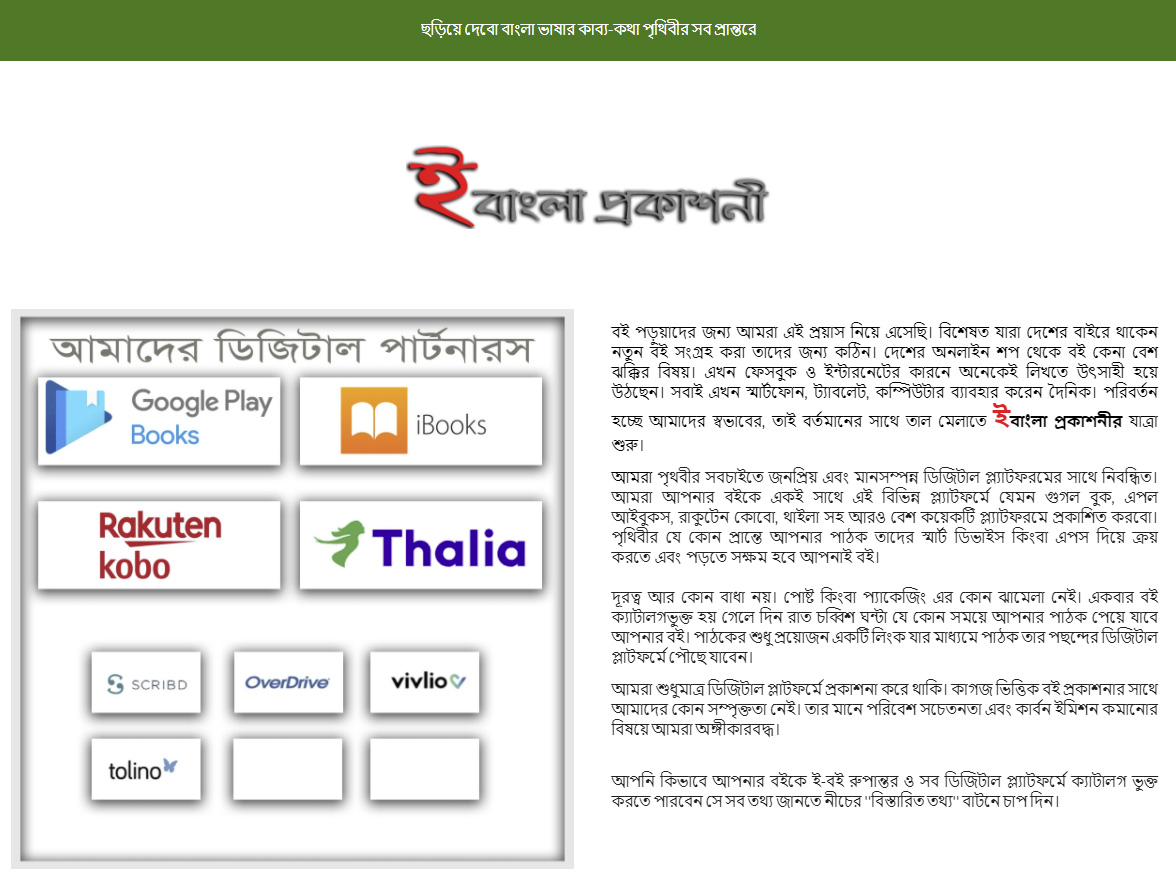 ছড়িয়ে দেবো বাংলা ভাষার কাব্য-কথা পৃথিবীর সব প্রান্তরে
ই বাংলা প্রকাশনী
আমাদের ডিজিটাল পার্টনারস
Google Play
Books
iBooks
Rakuten
kobo
Thalia
SCRIBD
OverDrive
vivlio
tolino
বই পড়ুয়াদের জন্য আমরা এই প্রয়াস নিয়ে এসেছি। বিশেষত যারা দেশের বাইরে থাকেন
নতুন বই সংগ্রহ করা তাদের জন্য কঠিন। দেশের অনলাইন শপ থেকে বই কেনা বেশ
ঝক্কির বিষয়। এখন ফেসবুক ও ইন্টারনেটের কারনে অনেকেই লিখতে উৎসাহী হয়ে
উঠছেন। সবাই এখন স্মার্টফোন, ট্যাবলেট, কম্পিউটার ব্যাবহার করেন দৈনিক। পরিবর্তন
হচ্ছে আমাদের স্বভাবের, তাই বর্তমানের সাথে তাল মেলাতে ইবাংলা প্রকাশনীর যাত্রা
শুরু।
আমরা পৃথবীর সবচাইতে জনপ্রিয় এবং মানসম্পন্ন ডিজিটাল প্ল্যাটফরমের সাথে নিবন্ধিত।
আমরা আপনার বইকে একই সাথে এই বিভিন্ন প্ল্যাটফর্মে যেমন গুগল বুক, এপল
আইবুকস, রাকুটেন কোবো, থাইলা সহ আরও বেশ কয়েকটি প্ল্যাটফরমে প্রকাশিত করবো।
পৃথিবীর যে কোন প্রান্তে আপনার পাঠক তাদের স্মার্ট ডিভাইস কিংবা এপস দিয়ে ক্রয়
করতে এবং পড়তে সক্ষম হবে আপনাই বই।
দূরত্ব আর কোন বাধা নয়। পোষ্ট কিংবা প্যাকেজিং এর কোন ঝামেলা নেই। একবার বই
ক্যাটালগভুক্ত হয় গেলে দিন রাত চব্বিশ ঘন্টা যে কোন সময়ে আপনার পাঠক পেয়ে যাবে
আপনার বই। পাঠকের শুধু প্রয়োজন একটি লিংক যার মাধ্যমে পাঠক তার পছন্দের ডিজিটাল
প্লাটফর্মে পৌছে যাবেন।
আমরা শুধুমাত্র ডিজিটাল প্লাটফর্মে প্রকাশনা করে থাকি। কাগজ ভিত্তিক বই প্রকাশনার সাথে
আমাদের কোন সম্পৃক্ততা নেই। তার মানে পরিবেশ সচেতনতা এবং কার্বন ইমিশন কমানোর
বিষয়ে আমরা অঙ্গীকারবদ্ধ।
আপনি কিভাবে আপনার বইকে ই-বই রুপান্তর ও সব ডিজিটাল প্ল্যাটফর্মে ক্যাটালগ ভুক্ত
করতে পারবেন সে সব তথ্য জানতে নীচের "বিস্তারিত তথ্য" বাটনে চাপ দিন।